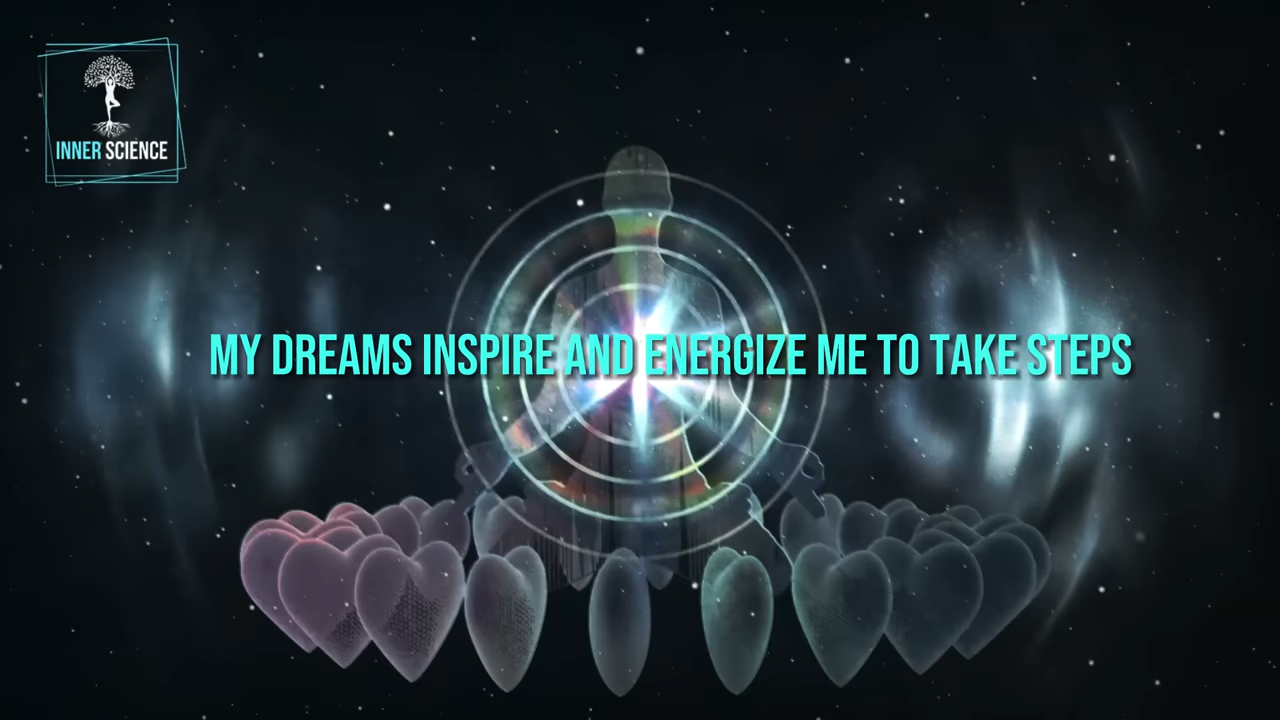 INNER SCIENCE
MY DREAMS INSPIRE AND ENERGIZE ME TO TAKE STEPS